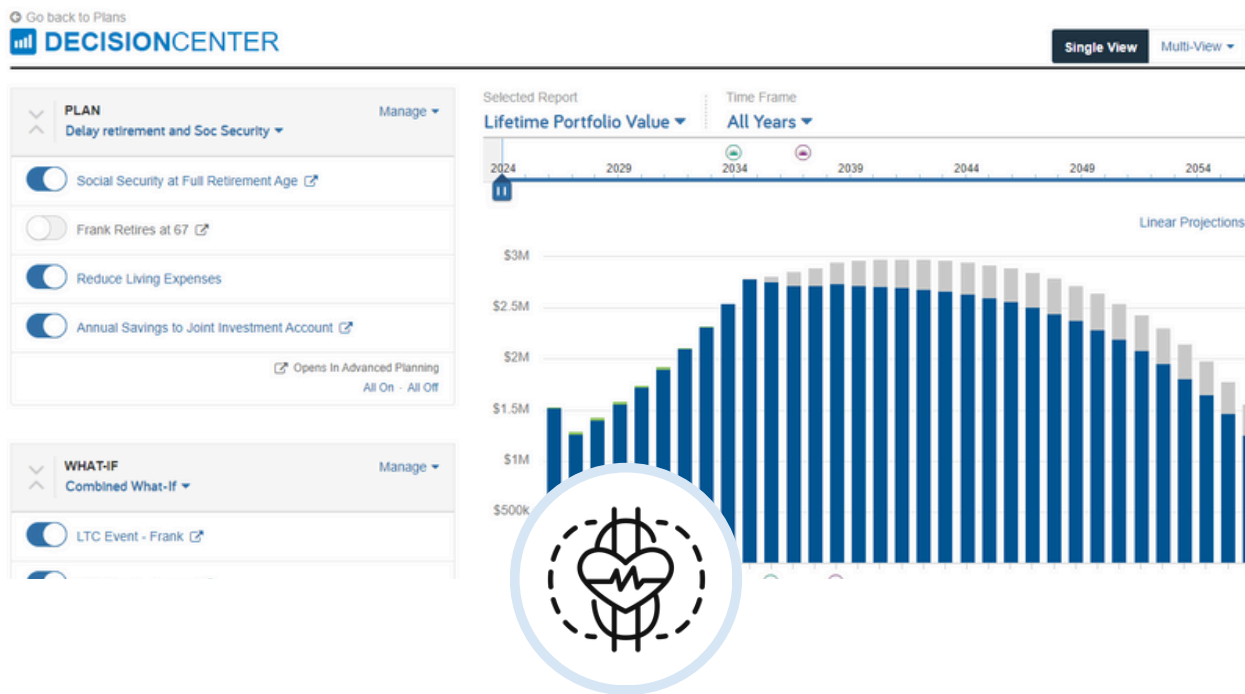 Go back to Plans
DECISIONCENTER
Single View
Multi-View
PLAN
Manage
Delay retirement and Soc Security
Social Security at Full Retirement Age
Frank Retires at 67
Reduce Living Expenses
Annual Savings to Joint Investment Account
Opens In Advanced Planning
All On · All Off
WHAT-IF
Manage
Combined What-If
LTC Event - Frank
Selected Report
Time Frame
Lifetime Portfolio Value
All Years
2024 2029 2034 2039 2044 2049 2054
Linear Projections
$3M
$2.5M
$2M
$1.5M
$1M
$500k